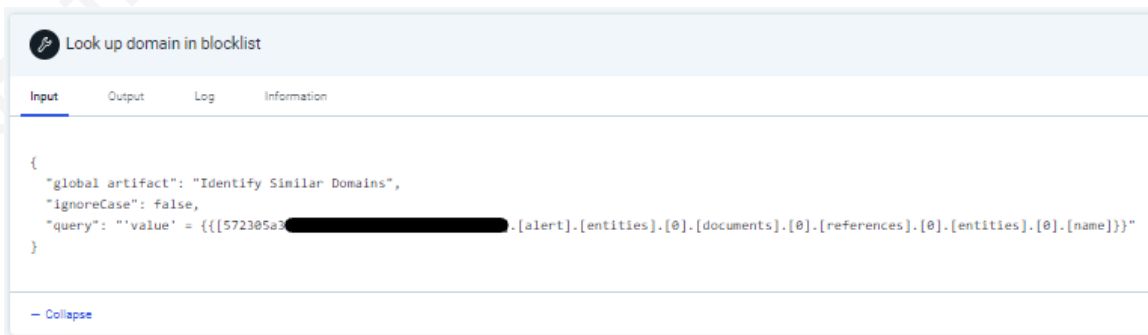 Look up domain in blocklist
Input Output Log Information
{
"global artifact": "Identify Similar Domains",
"ignoreCase": false,
"query": "'value' = {{[572305a3 .[alert].[entities].[0].[documents].[0].[references].[0].[entities].[0].[name]}}"
}
— Collapse